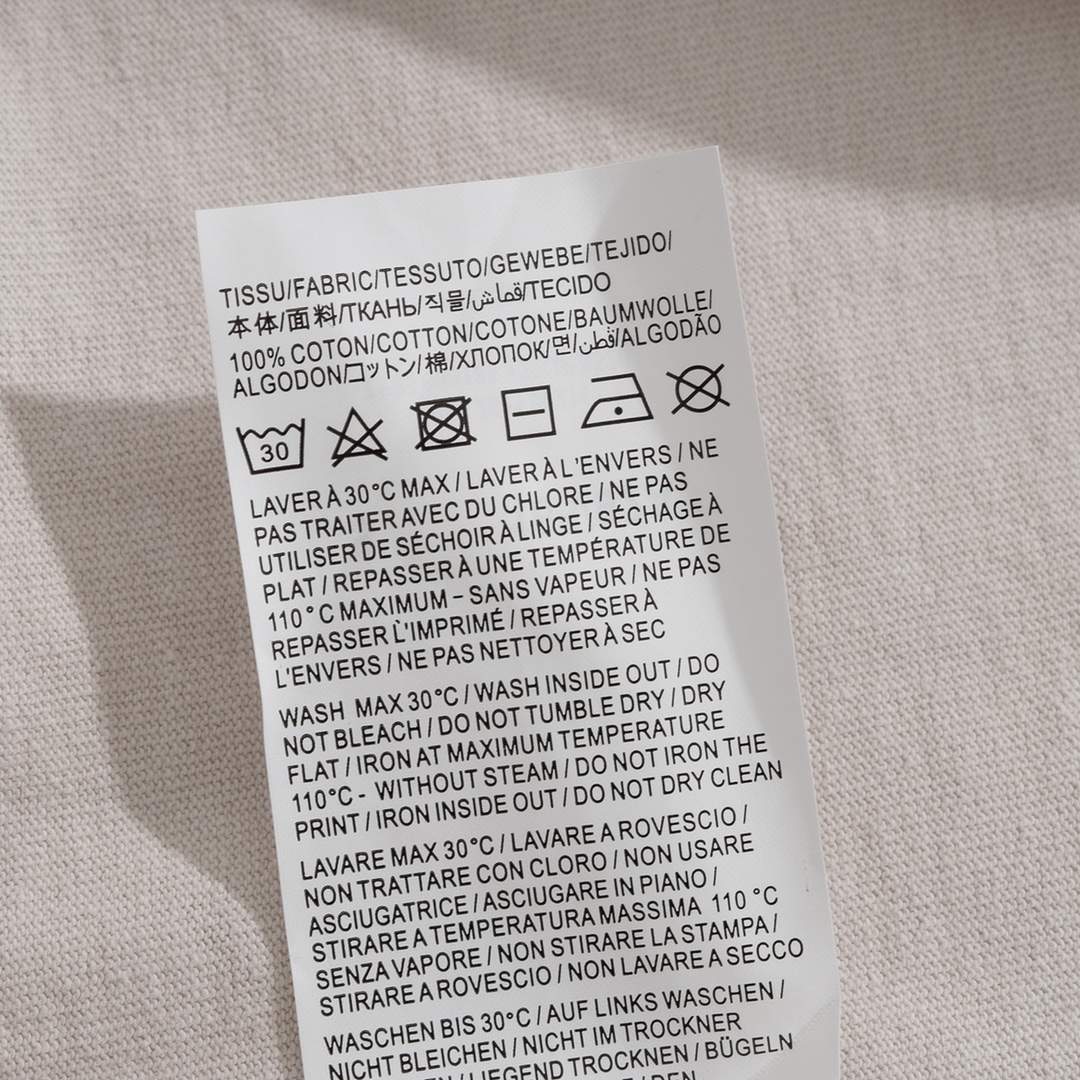 TISSU/FABRIC/TESSUTO/GEWEBE/TEJIDO/
本体/面料/ТКАНЬ/직물/قماش/TECIDO
100% COTON/COTTON/COTONE/BAUMWOLLE/
ALGODON/コットン/棉/ХЛОПОК/면/قطن/ALGODÃO
30
LAVER À 30°C MAX / LAVER À L'ENVERS / NE
PAS TRAITER AVEC DU CHLORE / NE PAS
UTILISER DE SÉCHOIR À LINGE / SÉCHAGE À
PLAT / REPASSER À UNE TEMPÉRATURE DE
110°C MAXIMUM – SANS VAPEUR / NE PAS
REPASSER L'IMPRIMÉ / REPASSER À
L'ENVERS / NE PAS NETTOYER À SEC
WASH MAX 30°C / WASH INSIDE OUT / DO
NOT BLEACH / DO NOT TUMBLE DRY / DRY
FLAT / IRON AT MAXIMUM TEMPERATURE
110°C - WITHOUT STEAM / DO NOT IRON THE
PRINT / IRON INSIDE OUT / DO NOT DRY CLEAN
LAVARE MAX 30°C / LAVARE A ROVESCIO /
NON TRATTARE CON CLORO / NON USARE
ASCIUGATRICE / ASCIUGARE IN PIANO /
STIRARE A TEMPERATURA MASSIMA 110 °C
SENZA VAPORE / NON STIRARE LA STAMPA /
STIRARE A ROVESCIO / NON LAVARE A SECCO
WASCHEN BIS 30°C / AUF LINKS WASCHEN /
NICHT BLEICHEN / NICHT IM TROCKNER
/ LIEGEND TROCKNEN / BÜGELN
/ DEN